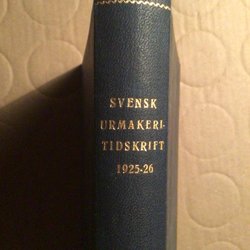 SVENSK
URMAKERI-
TIDSKRIFT
1925-26